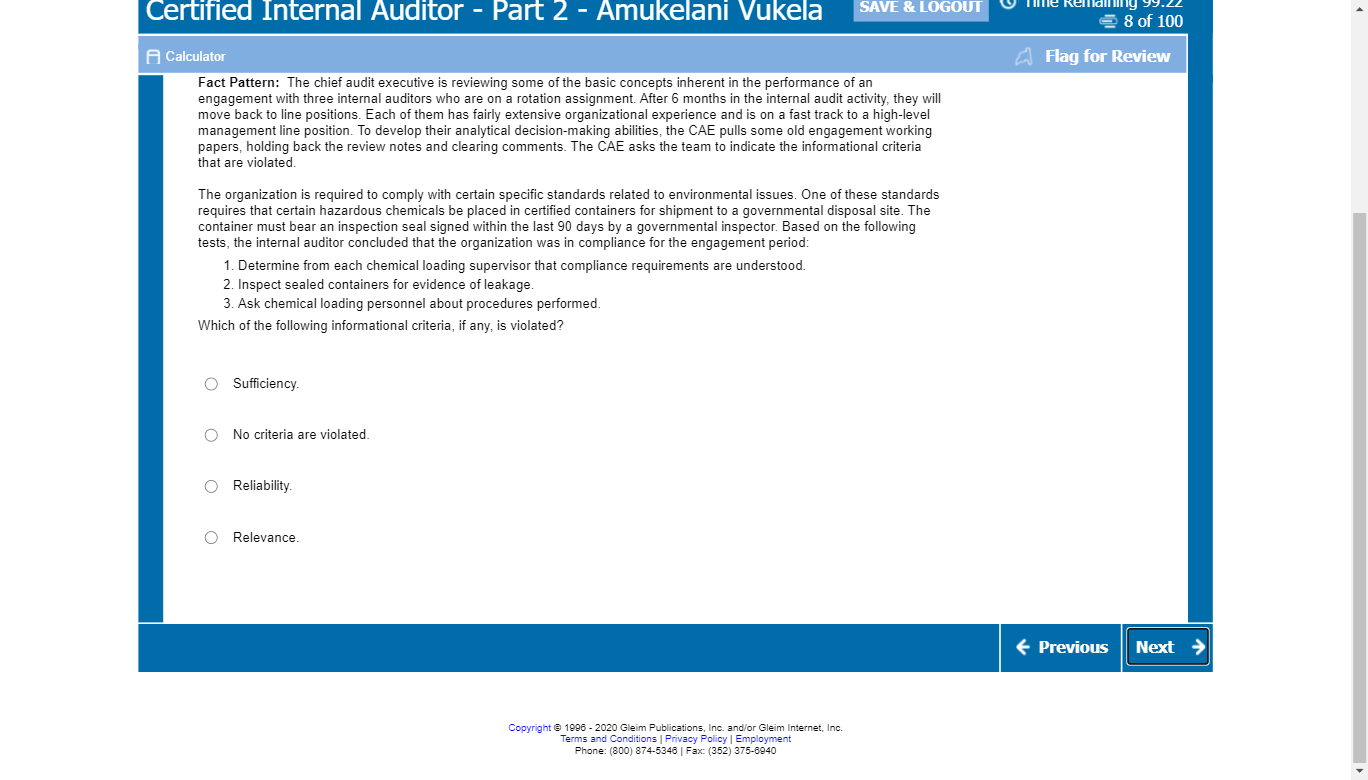 Certified Internal Auditor - Part 2 - Amukelani Vukela
SAVE & LOGOUT
Time Remaining 99:22
8 of 100
Calculator
Flag for Review
Fact Pattern: The chief audit executive is reviewing some of the basic concepts inherent in the performance of an
engagement with three internal auditors who are on a rotation assignment. After 6 months in the internal audit activity, they will
move back to line positions. Each of them has fairly extensive organizational experience and is on a fast track to a high-level
management line position. To develop their analytical decision-making abilities, the CAE pulls some old engagement working
papers, holding back the review notes and clearing comments. The CAE asks the team to indicate the informational criteria
that are violated.
The organization is required to comply with certain specific standards related to environmental issues. One of these standards
requires that certain hazardous chemicals be placed in certified containers for shipment to a governmental disposal site. The
container must bear an inspection seal signed within the last 90 days by a governmental inspector. Based on the following
tests, the internal auditor concluded that the organization was in compliance for the engagement period:
1. Determine from each chemical loading supervisor that compliance requirements are understood.
2. Inspect sealed containers for evidence of leakage.
3. Ask chemical loading personnel about procedures performed.
Which of the following informational criteria, if any, is violated?
Sufficiency.
No criteria are violated.
Reliability.
Relevance.
Previous
Next
Copyright © 1996 - 2020 Gleim Publications, Inc. and/or Gleim Internet, Inc.
Terms and Conditions | Privacy Policy | Employment
Phone: (800) 874-5346 | Fax: (352) 375-6940